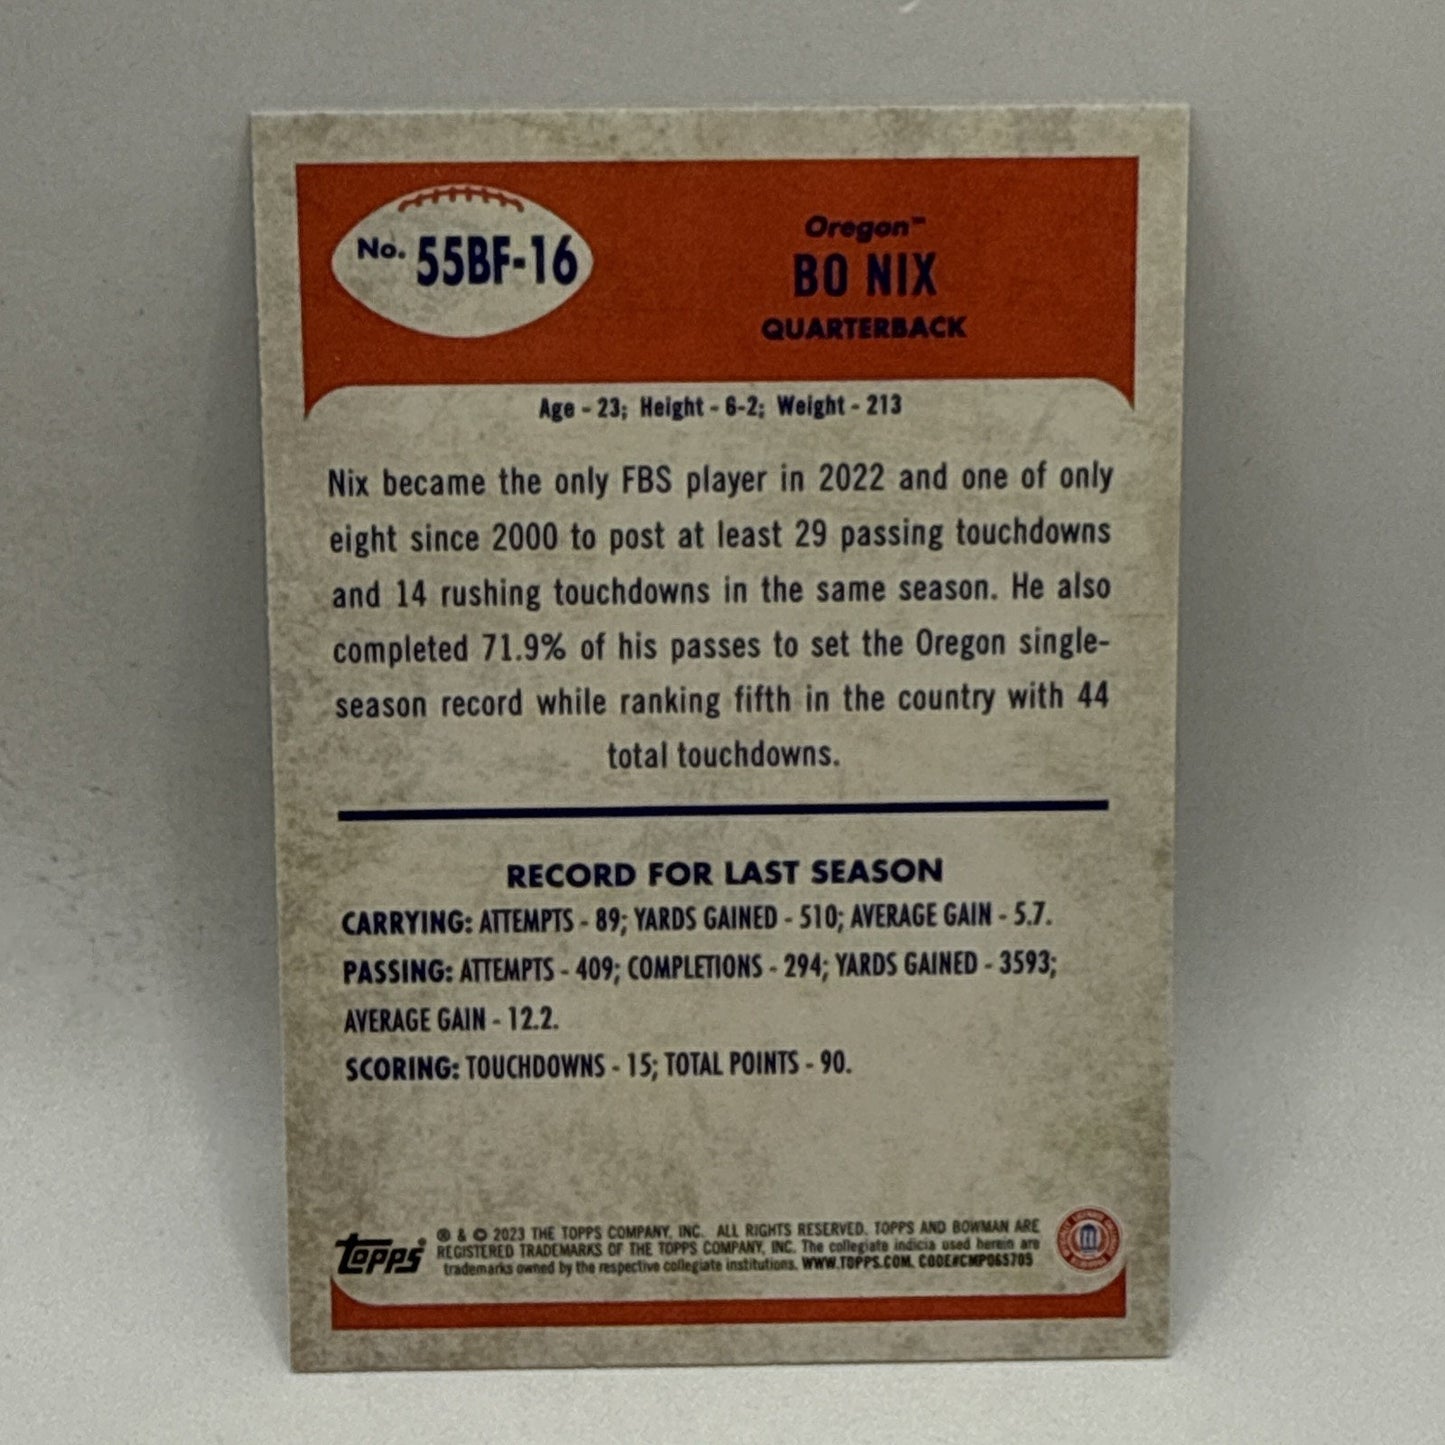 No. 55BF-16
Oregon™
BO NIX
QUARTERBACK
Age - 23; Height - 6-2; Weight - 213
Nix became the only FBS player in 2022 and one of only
eight since 2000 to post at least 29 passing touchdowns
and 14 rushing touchdowns in the same season. He also
completed 71.9% of his passes to set the Oregon single-
season record while ranking fifth in the country with 44
total touchdowns.
RECORD FOR LAST SEASON
CARRYING: ATTEMPTS - 89; YARDS GAINED - 510; AVERAGE GAIN - 5.7.
PASSING: ATTEMPTS - 409; COMPLETIONS - 294; YARDS GAINED - 3593;
AVERAGE GAIN - 12.2.
SCORING: TOUCHDOWNS - 15; TOTAL POINTS - 90.
topps®
® & © 2023 THE TOPPS COMPANY, INC. ALL RIGHTS RESERVED. TOPPS AND BOWMAN ARE
REGISTERED TRADEMARKS OF THE TOPPS COMPANY, INC. The collegiate indicia used herein are
trademarks owned by the respective collegiate institutions. WWW.TOPPS.COM. CODE#CMP065705